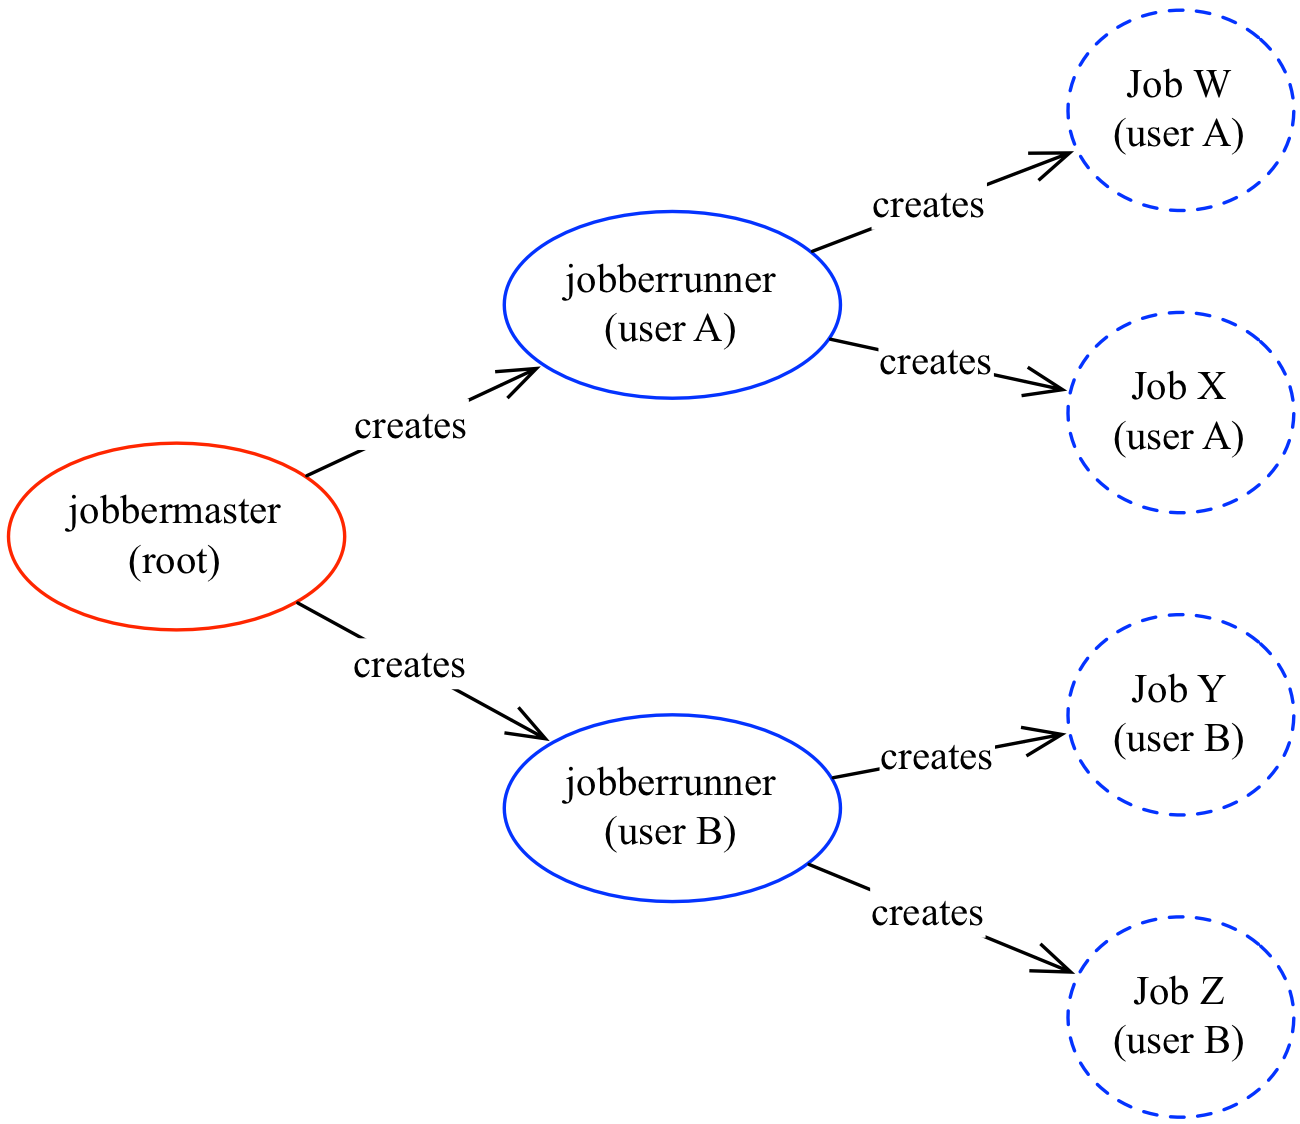 jobbermaster
(root)
creates
creates
jobberrunner
(user A)
creates
creates
Job W
(user A)
Job X
(user A)
jobberrunner
(user B)
creates
creates
Job Y
(user B)
Job Z
(user B)